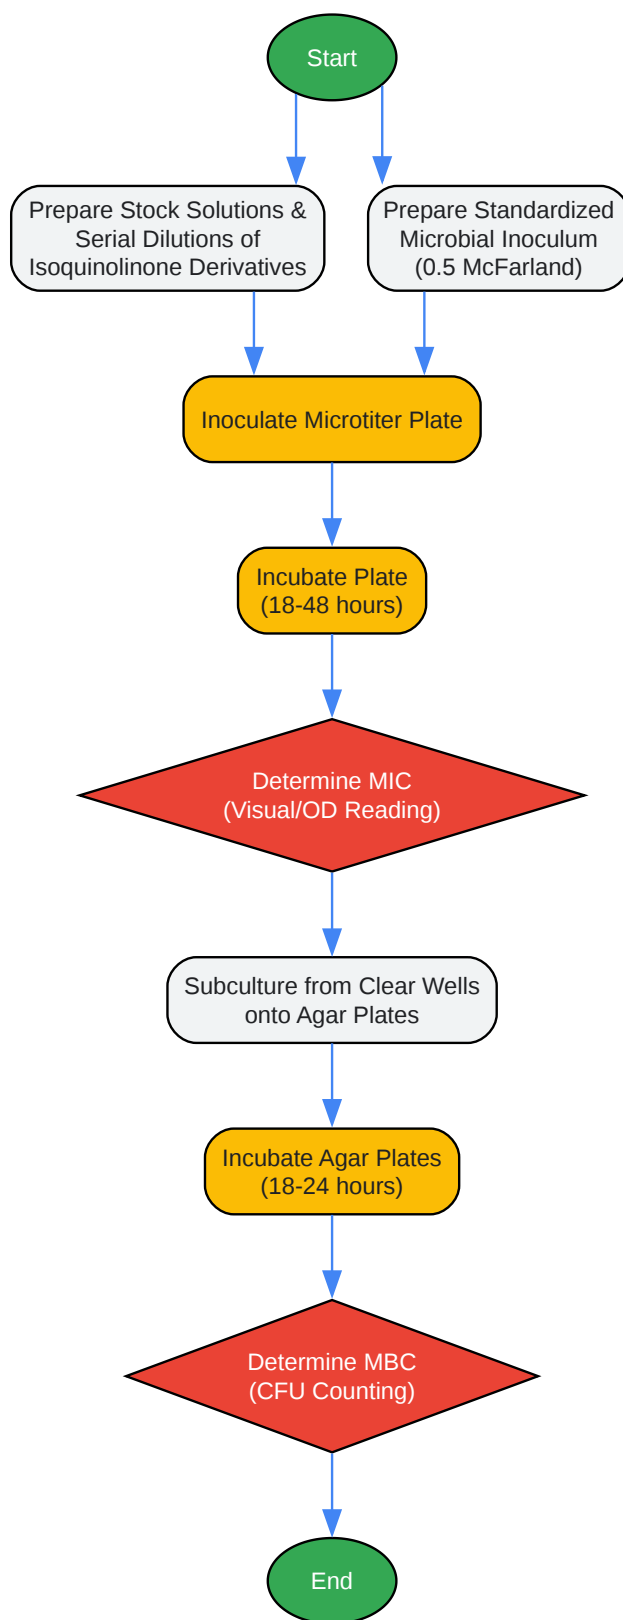 Start
Prepare Stock Solutions &
Serial Dilutions of
Isoquinolinone Derivatives
Prepare Standardized
Microbial Inoculum
(0.5 McFarland)
Inoculate Microtiter Plate
Incubate Plate
(18-48 hours)
Determine MIC
(Visual/OD Reading)
Subculture from Clear Wells
onto Agar Plates
Incubate Agar Plates
(18-24 hours)
Determine MBC
(CFU Counting)
End